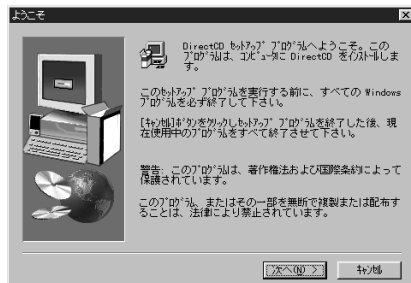 ようこそ
DirectCD ｾｯﾄｱｯﾌﾟ ﾌﾟﾛｸﾞﾗﾑへようこそ。この
ﾌﾟﾛｸﾞﾗﾑは、ｺﾝﾋﾟｭｰﾀに DirectCD をｲﾝｽﾄｰﾙしま
す。
このｾｯﾄｱｯﾌﾟ ﾌﾟﾛｸﾞﾗﾑを実行する前に、すべての Windows
ﾌﾟﾛｸﾞﾗﾑを必ず終了して下さい。
[ｷｬﾝｾﾙ]ﾎﾞﾀﾝをｸﾘｯｸしｾｯﾄｱｯﾌﾟ ﾌﾟﾛｸﾞﾗﾑを終了した後、現
在使用中のﾌﾟﾛｸﾞﾗﾑをすべて終了させて下さい。
警告: このﾌﾟﾛｸﾞﾗﾑは、著作権法および国際条約によって
保護されています。
このﾌﾟﾛｸﾞﾗﾑ、またはその一部を無断で複製または配布す
ることは、法律により禁止されています。
次へ(N) >
ｷｬﾝｾﾙ